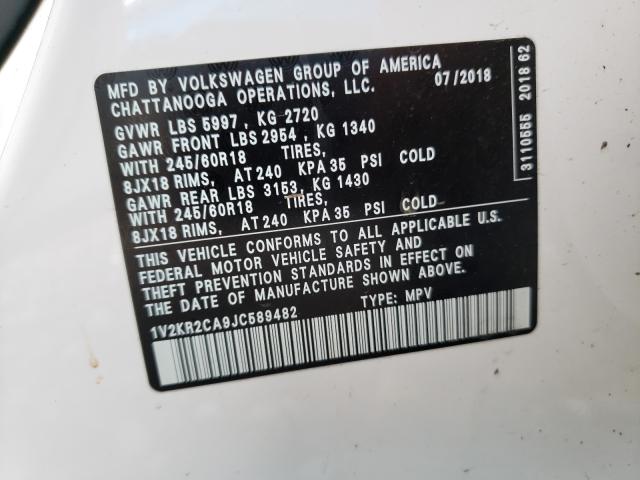 MFD BY VOLKSWAGEN GROUP OF AMERICA
CHATTANOOGA OPERATIONS, LLC. 07/2018
GVWR LBS 5997, KG 2720
GAWR FRONT LBS 2954, KG 1340
WITH 245/60R18 TIRES,
8JX18 RIMS, AT 240 KPA 35 PSI COLD
GAWR REAR LBS 3153, KG 1430
WITH 245/60R18 TIRES,
8JX18 RIMS, AT 240 KPA 35 PSI COLD
THIS VEHICLE CONFORMS TO ALL APPLICABLE U.S.
FEDERAL MOTOR VEHICLE SAFETY AND
THEFT PREVENTION STANDARDS IN EFFECT ON
THE DATE OF MANUFACTURE SHOWN ABOVE.
1V2KR2CA9JC589482 TYPE: MPV
3110555 2018 62